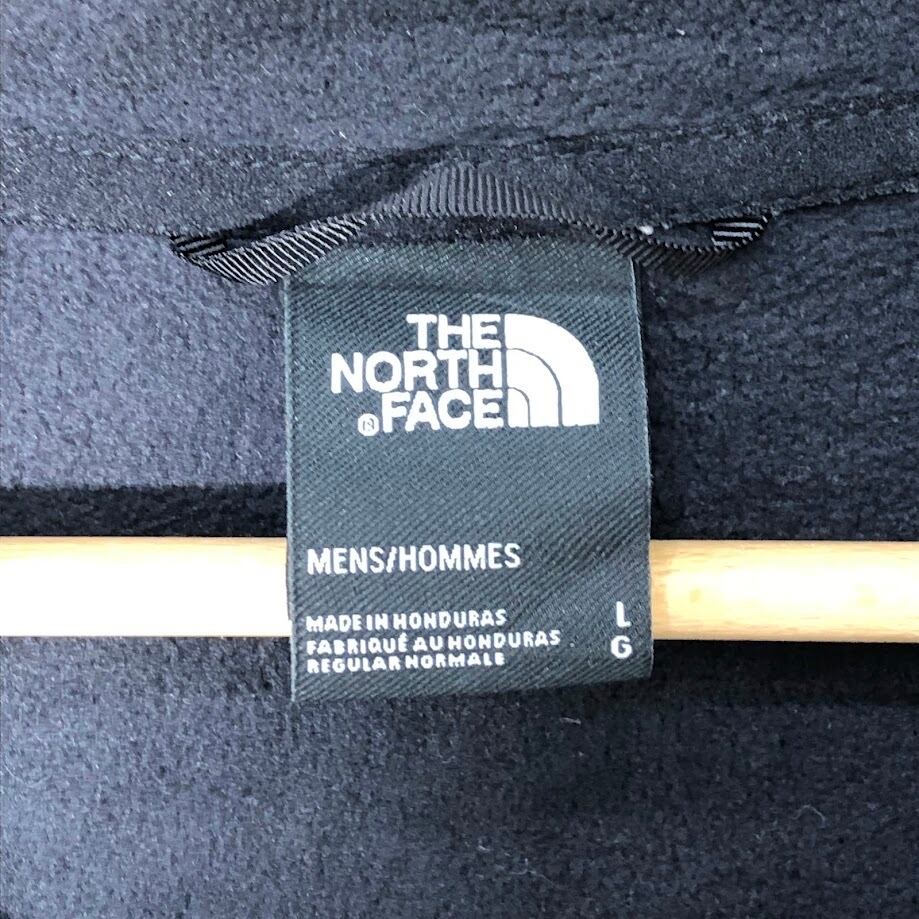 THE
NORTH
®FACE
MENS/HOMMES
MADE IN HONDURAS L
FABRIQUÉ AU HONDURAS G
REGULAR NORMALE